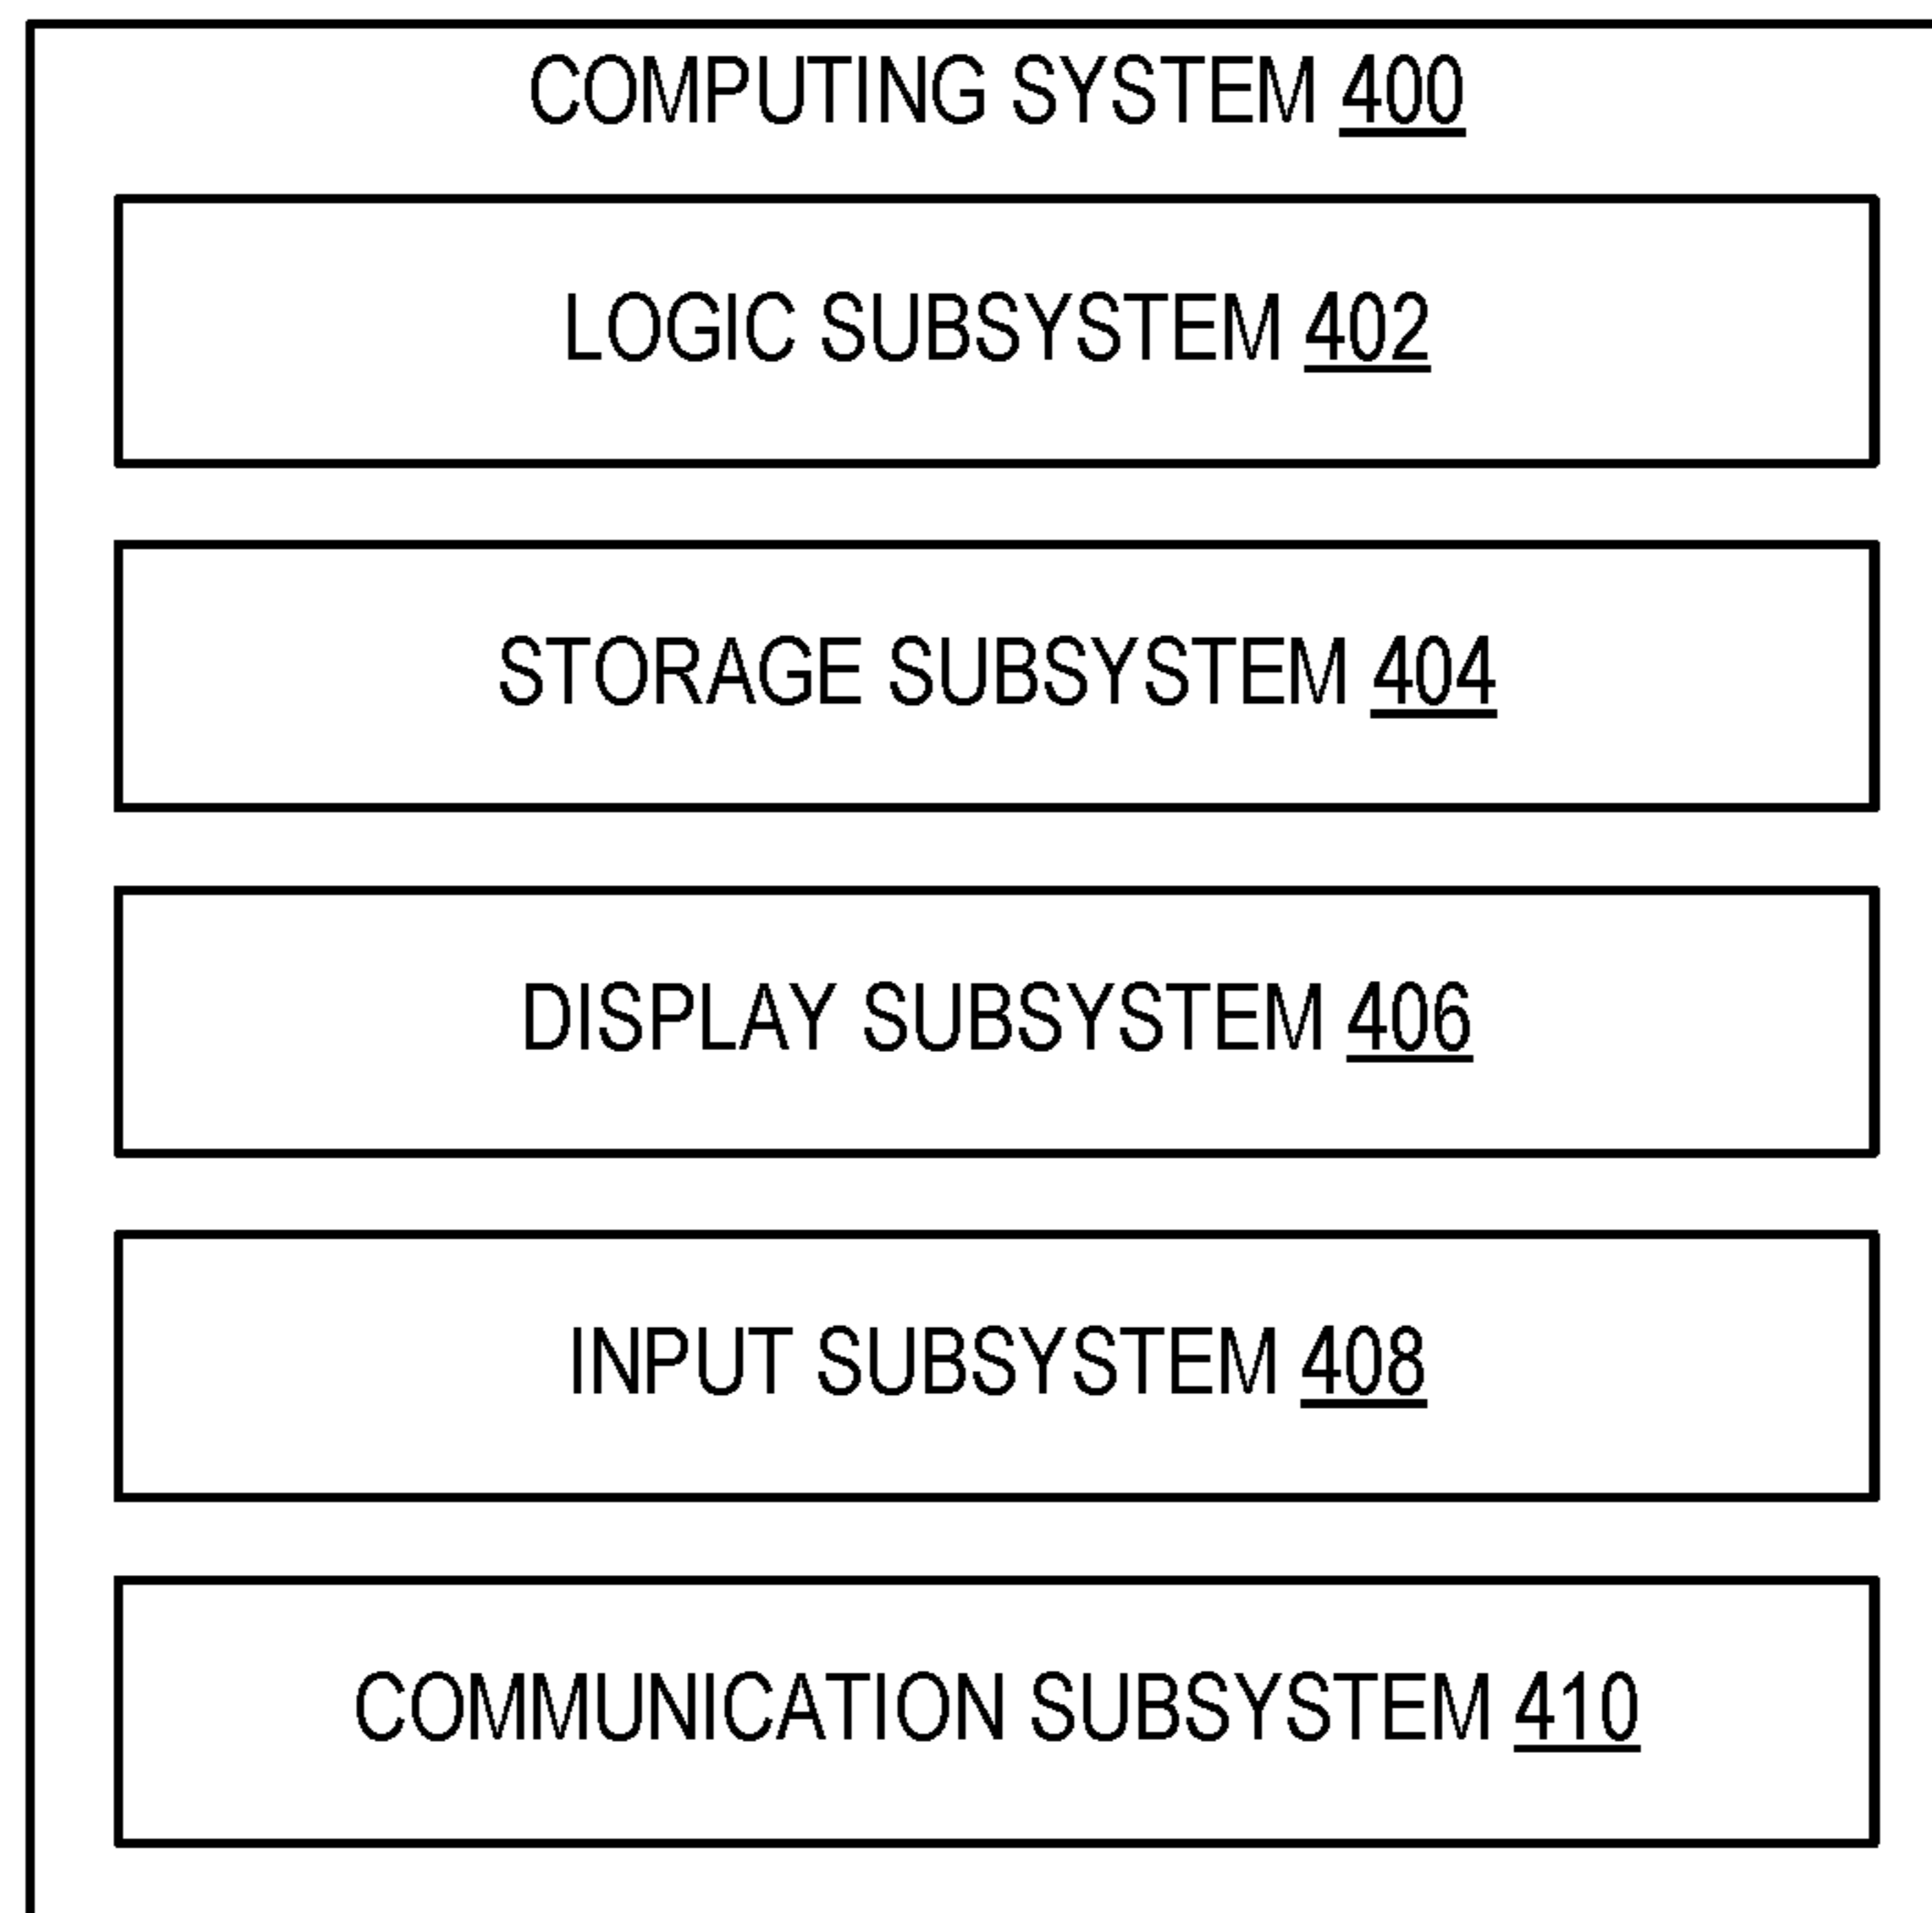 COMPUTING SYSTEM 400
LOGIC SUBSYSTEM 402
STORAGE SUBSYSTEM 404
DISPLAY SUBSYSTEM 406
INPUT SUBSYSTEM 408
COMMUNICATION SUBSYSTEM 410